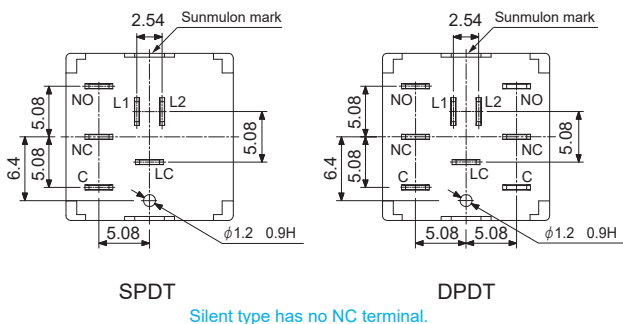 2.54 Sunmulon mark
NO L1 L2
5.08
5.08
NC
6.4
5.08
LC
C
5.08
φ1.2 0.9H
SPDT
2.54 Sunmulon mark
NO L1 L2 NO
5.08
5.08
NC NC
6.4
5.08
LC
C C
5.08 5.08
φ1.2 0.9H
DPDT
Silent type has no NC terminal.